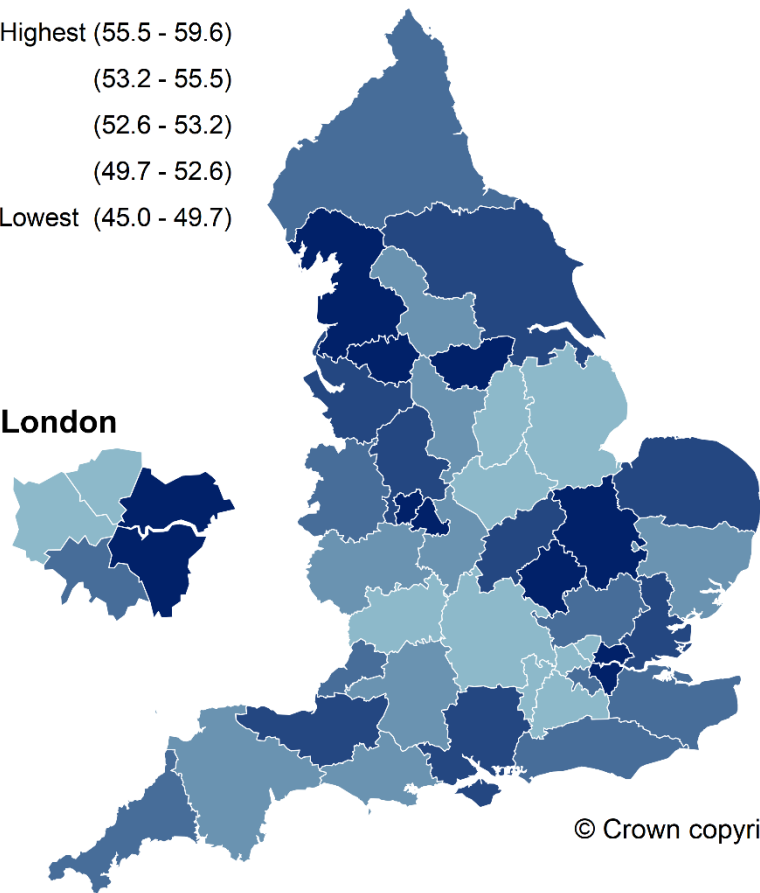 Highest (55.5 - 59.6)
(53.2 - 55.5)
(52.6 - 53.2)
(49.7 - 52.6)
Lowest (45.0 - 49.7)
London
© Crown copyri